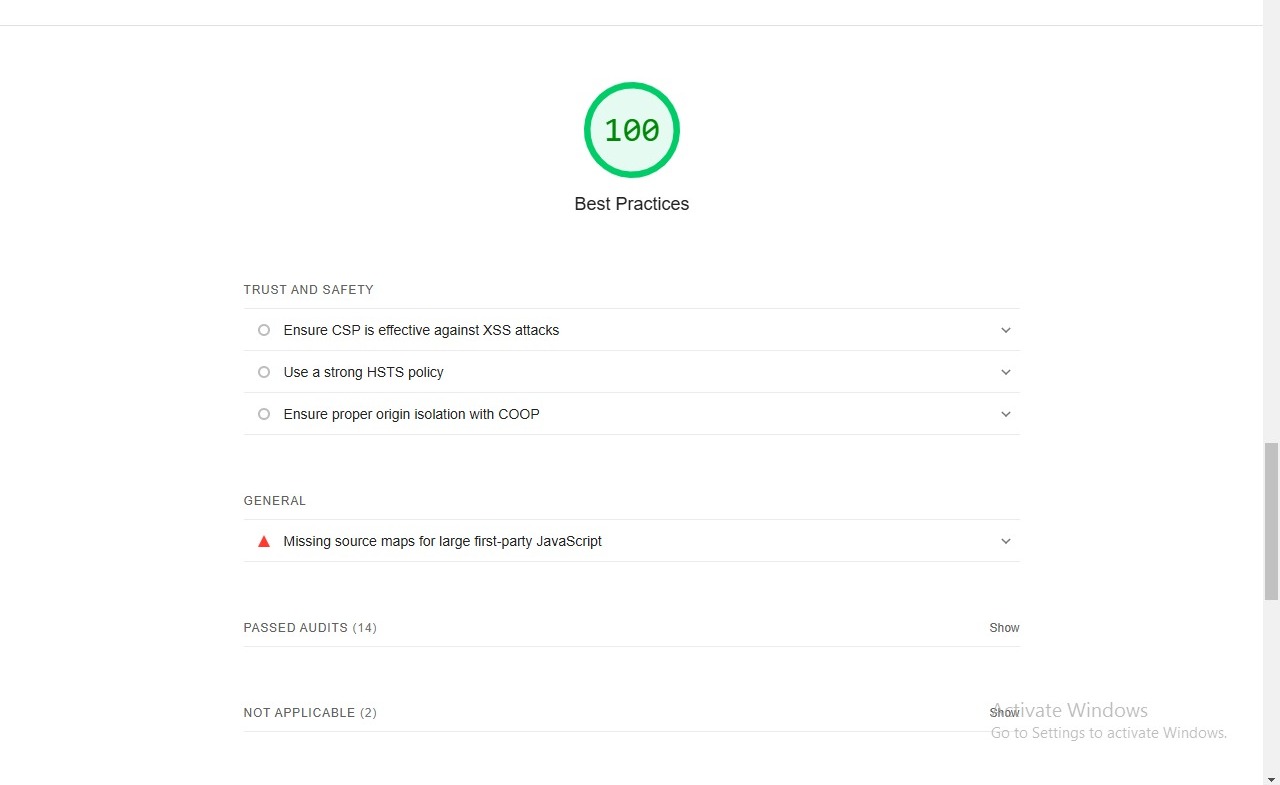 100
Best Practices
TRUST AND SAFETY
Ensure CSP is effective against XSS attacks
Use a strong HSTS policy
Ensure proper origin isolation with COOP
GENERAL
Missing source maps for large first-party JavaScript
PASSED AUDITS (14) Show
NOT APPLICABLE (2) Show
Activate Windows
Go to Settings to activate Windows.